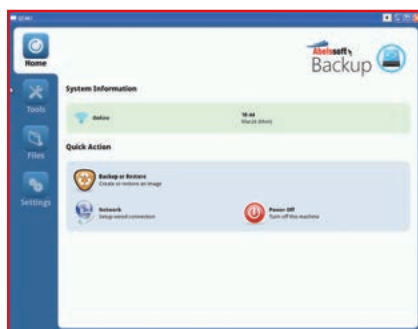 QEMU
Home
Abelssoft
Backup
Tools
Files
Settings
System Information
Online
10:44
Quick Action
Backup or Restore
Create or restore an image
Network
Setup wired connection
Power Off
Turn off this machine